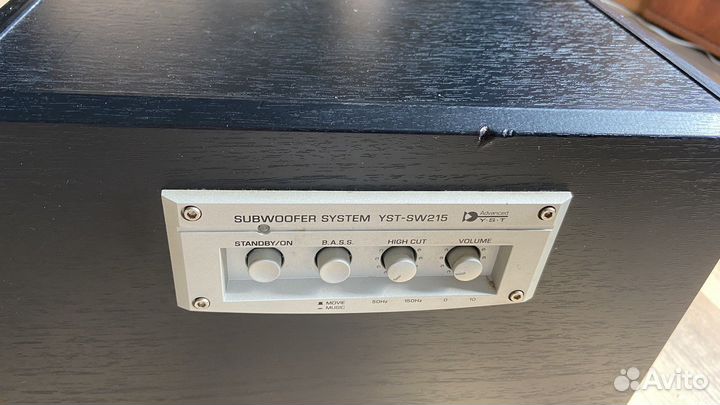 SUBWOOFER SYSTEM YST-SW215
Advanced
Y·S·T
STANDBY/ON B.A.S.S. HIGH CUT VOLUME
MOVIE
MUSIC
50Hz 150Hz 0 10
Avito